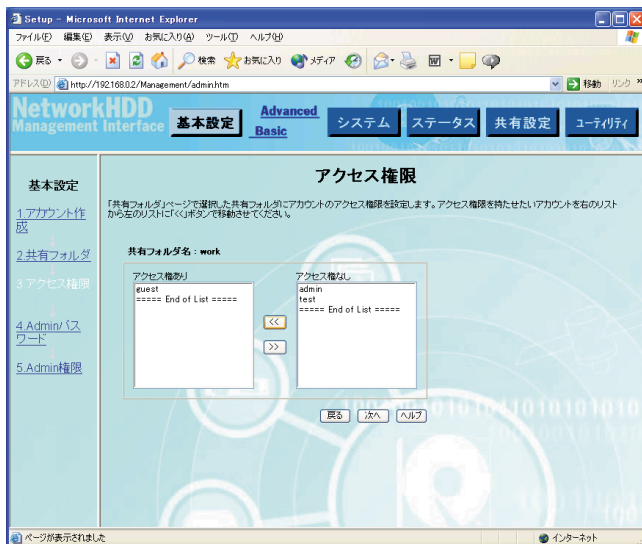 Setup - Microsoft Internet Explorer
ファイル(F) 編集(E) 表示(V) お気に入り(A) ツール(T) ヘルプ(H)
戻る 検索 お気に入り メディア
アドレス(D) http://192.168.0.2/Management/admin.htm 移動 リンク
NetworkHDD
Management Interface
基本設定
Advanced
Basic
システム ステータス 共有設定 ユーティリティ
基本設定
1.アカウント作成
2.共有フォルダ
3.アクセス権限
4.Adminパスワード
5.Admin権限
アクセス権限
「共有フォルダ」ページで選択した共有フォルダにアカウントのアクセス権限を設定します。アクセス権限を持たせたいアカウントを右のリスト
から左のリストに「<<」ボタンで移動させてください。
共有フォルダ名：work
アクセス権あり
guest
===== End of List =====
<<
>>
アクセス権なし
admin
test
===== End of List =====
戻る 次へ ヘルプ
ページが表示されました インターネット